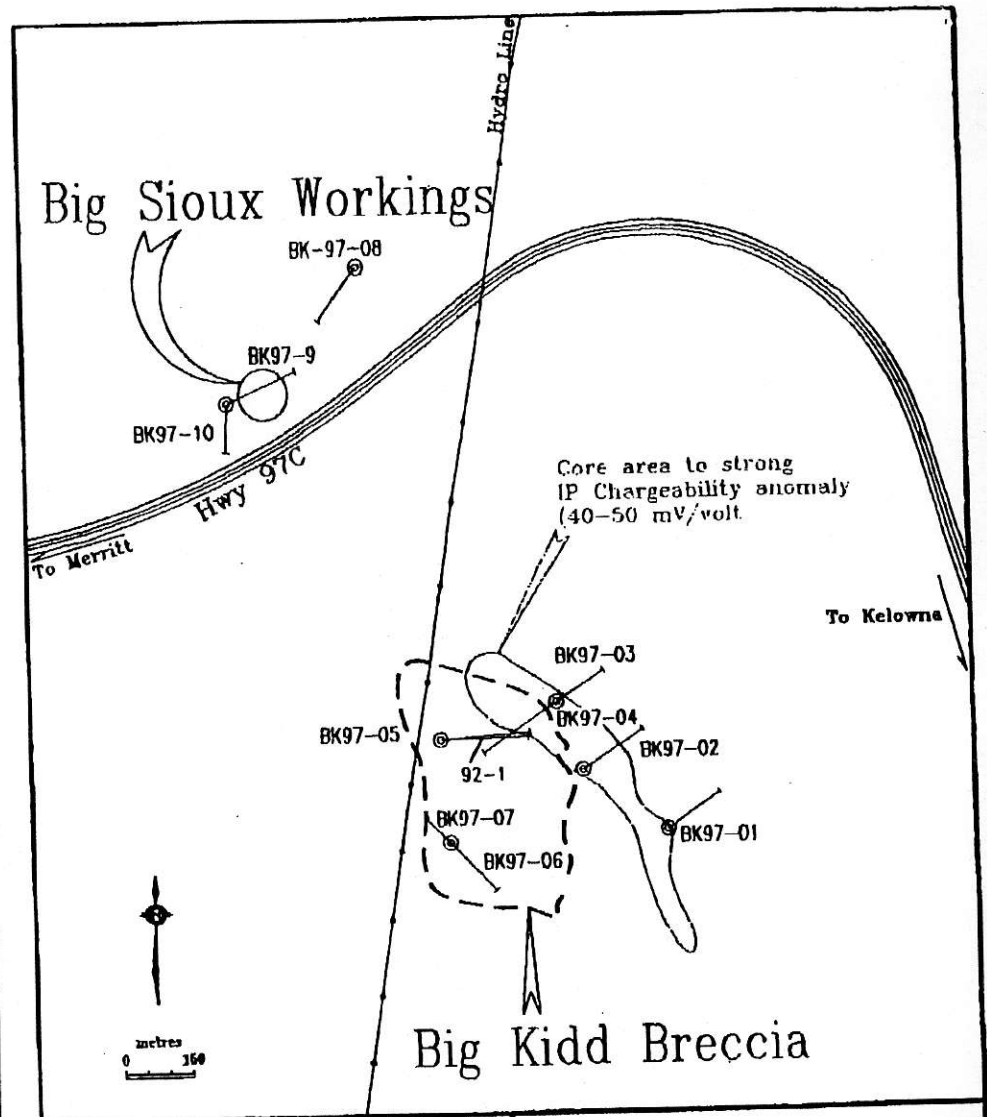 Hydro Line
Big Sioux Workings
BK-97-08
BK97-9
BK97-10
Hwy 97C
To Merritt
Core area to strong
IP Chargeability anomaly
(40-50 mV/volt
To Kelowna
BK97-03
BK97-04
BK97-05
BK97-02
92-1
BK97-07
BK97-01
BK97-06
metres
0
Big Kidd Breccia